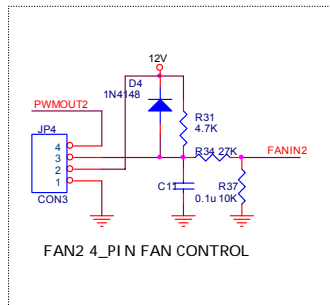 12V
D4
1N4148
PWMOUT2
R31
4.7K
JP4
4
3
2
1
R34 27K
FANIN2
C11
0.1u
R37
10K
CON3
FAN2 4_PIN FAN CONTROL